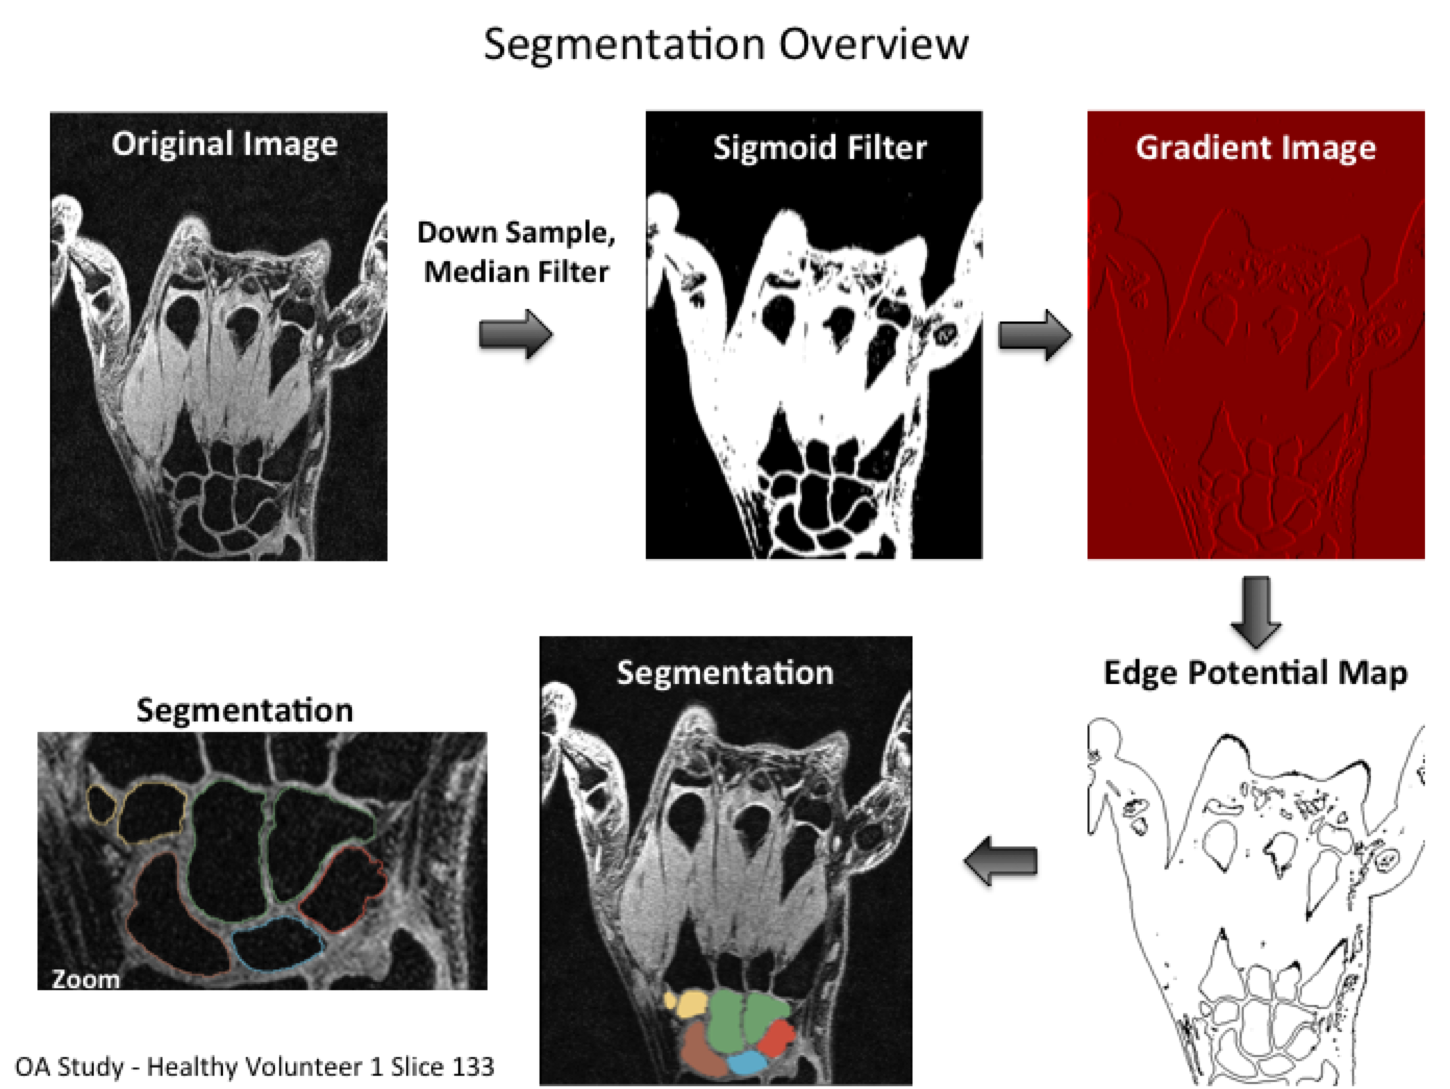 Segmentation Overview
Original Image
Down Sample,
Median Filter
Sigmoid Filter
Gradient Image
Edge Potential Map
Segmentation
Segmentation
Zoom
OA Study - Healthy Volunteer 1 Slice 133